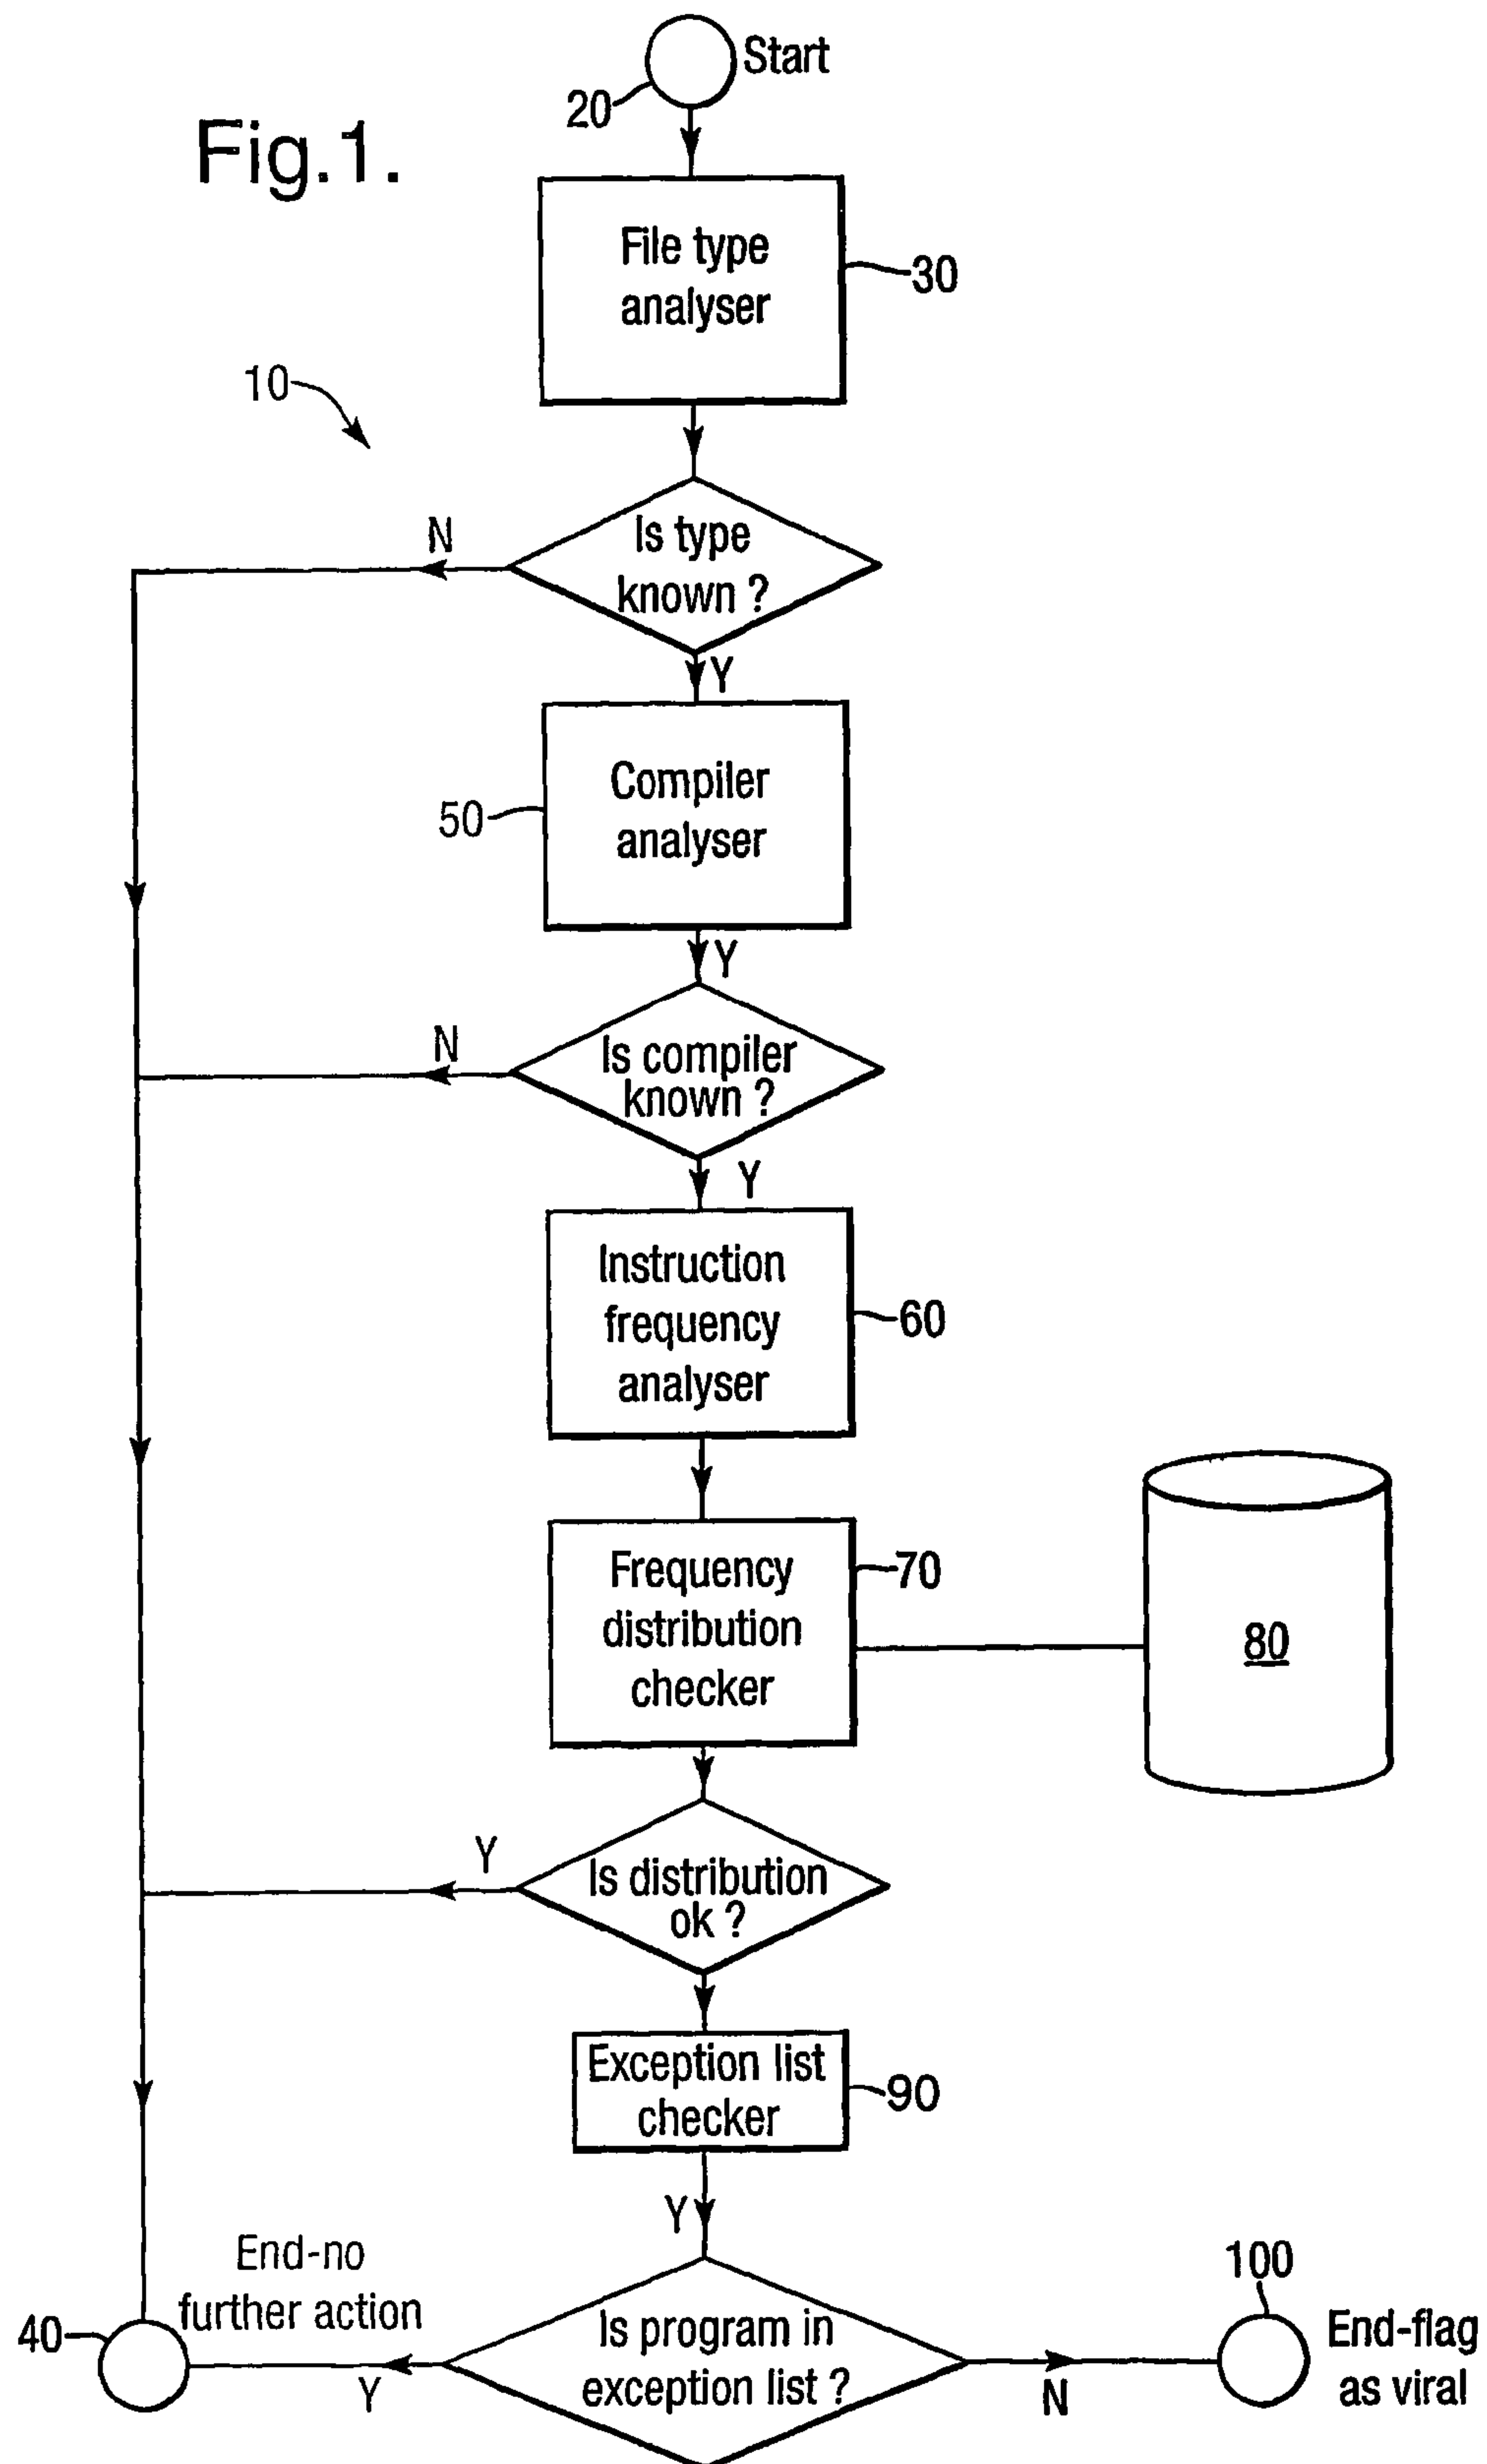 Start
20
Fig.1.
File type
analyser
30
10
N
Is type
known ?
Y
Compiler
analyser
50
Y
N
Is compiler
known ?
Y
Instruction
frequency
analyser
60
Frequency
distribution
checker
70
80
Y
Is distribution
ok ?
Exception list
checker
90
Y
End-no
further action
40
Y
Is program in
exception list ?
N
100
End-flag
as viral